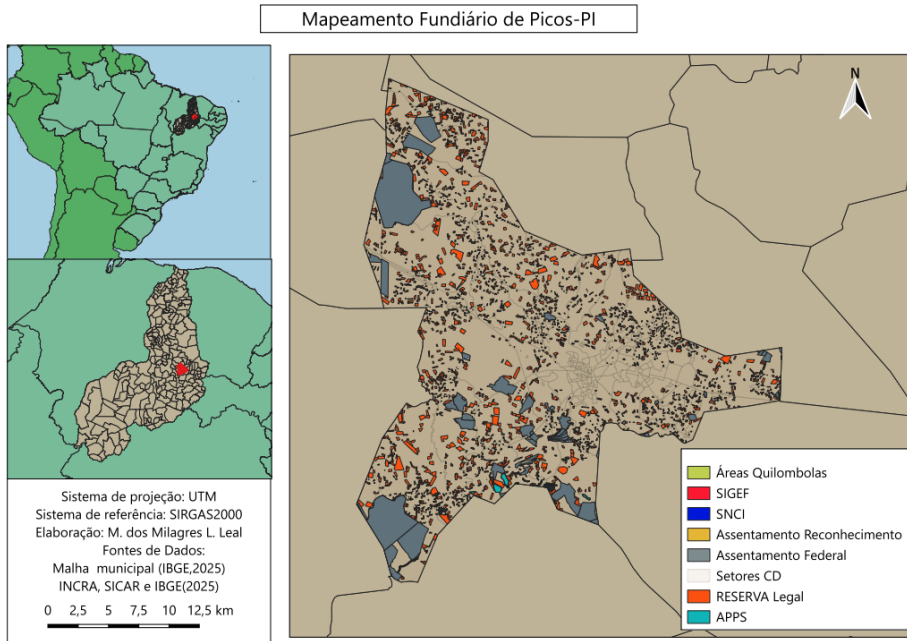 Mapeamento Fundiário de Picos-PI
N
Sistema de projeção: UTM
Sistema de referência: SIRGAS2000
Elaboração: M. dos Milagres L. Leal
Fontes de Dados:
Malha municipal (IBGE,2025)
INCRA, SICAR e IBGE(2025)
0 2,5 5 7,5 10 12,5 km
Áreas Quilombolas
SIGEF
SNCI
Assentamento Reconhecimento
Assentamento Federal
Setores CD
RESERVA Legal
APPS